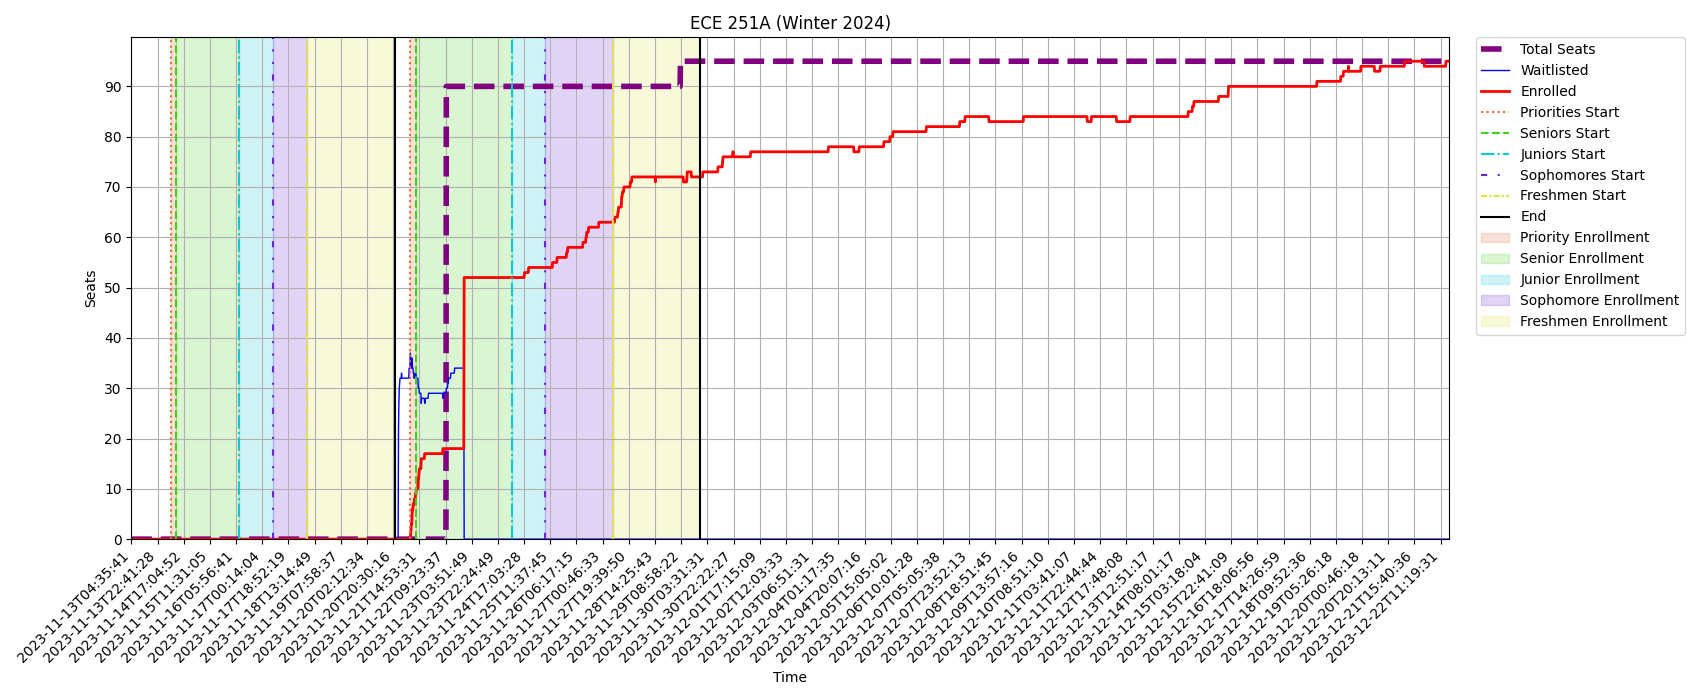 ECE 251A (Winter 2024)
Seats
0
10
20
30
40
50
60
70
80
90
2023-11-13T04:35:41
2023-11-13T22:41:28
2023-11-14T17:04:52
2023-11-15T11:31:05
2023-11-16T05:56:41
2023-11-17T00:14:04
2023-11-17T18:52:19
2023-11-18T13:14:49
2023-11-19T07:58:37
2023-11-20T02:12:34
2023-11-20T20:30:16
2023-11-21T14:53:31
2023-11-22T09:23:37
2023-11-23T03:51:49
2023-11-23T22:24:49
2023-11-24T17:03:28
2023-11-25T11:37:45
2023-11-26T06:17:15
2023-11-27T00:46:33
2023-11-27T19:39:50
2023-11-28T14:25:43
2023-11-29T08:58:22
2023-11-30T03:31:31
2023-11-30T22:22:27
2023-12-01T17:15:09
2023-12-02T12:03:33
2023-12-03T06:51:31
2023-12-04T01:17:35
2023-12-04T20:07:16
2023-12-05T15:05:02
2023-12-06T10:01:28
2023-12-07T05:05:38
2023-12-07T23:52:13
2023-12-08T18:51:45
2023-12-09T13:57:16
2023-12-10T08:51:10
2023-12-11T03:41:07
2023-12-11T22:44:44
2023-12-12T17:48:08
2023-12-13T12:51:17
2023-12-14T08:01:17
2023-12-15T03:18:04
2023-12-15T22:41:09
2023-12-16T18:06:56
2023-12-17T14:26:59
2023-12-18T09:52:36
2023-12-19T05:26:18
2023-12-20T00:46:18
2023-12-20T20:13:11
2023-12-21T15:40:36
2023-12-22T11:19:31
Time
Total Seats
Waitlisted
Enrolled
Priorities Start
Seniors Start
Juniors Start
Sophomores Start
Freshmen Start
End
Priority Enrollment
Senior Enrollment
Junior Enrollment
Sophomore Enrollment
Freshmen Enrollment